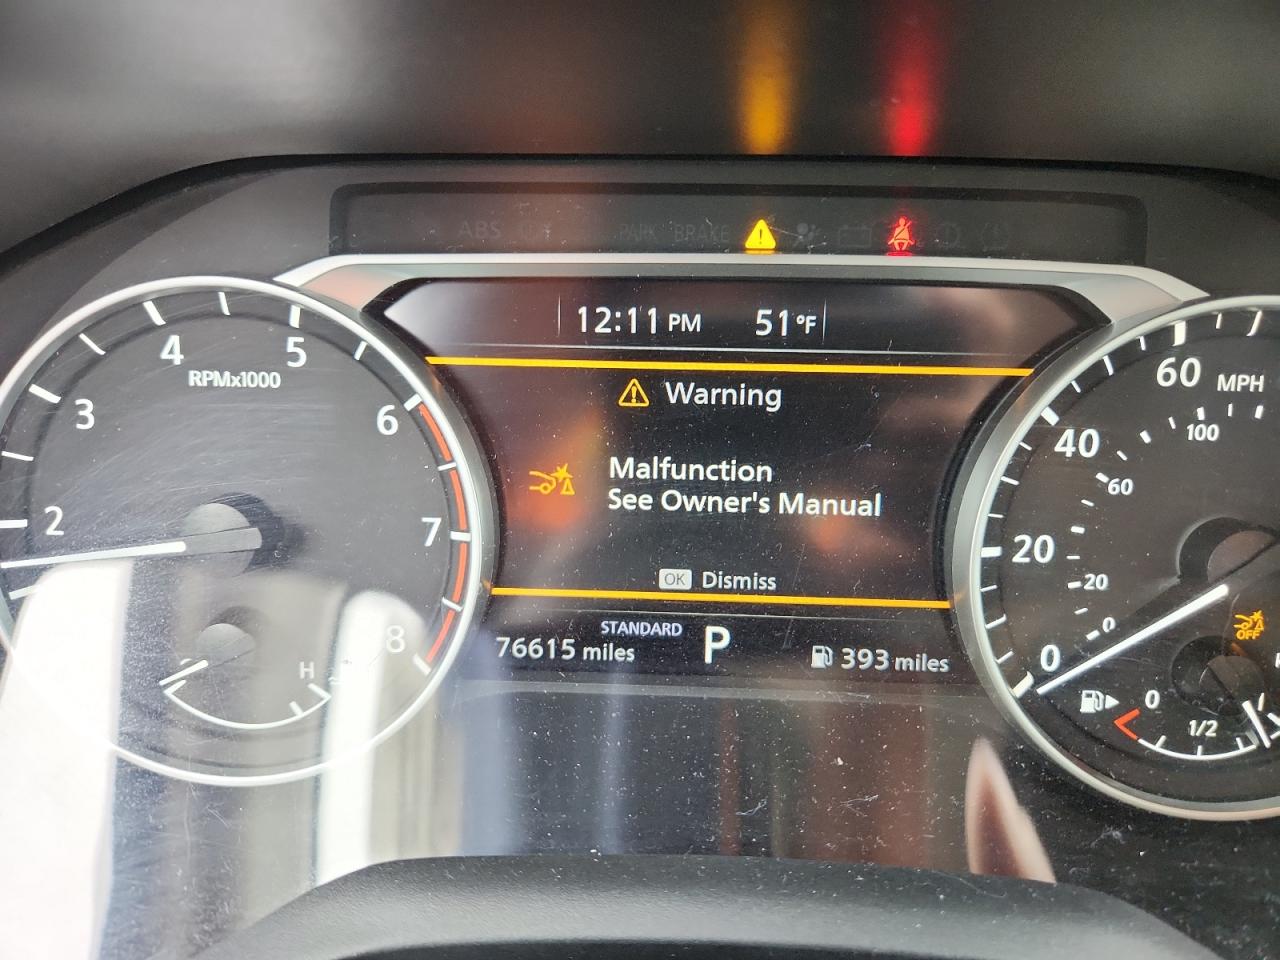 ABS
PARK
BRAKE
12:11 PM
51°F
Warning
Malfunction
See Owner's Manual
OK Dismiss
STANDARD
76615 miles
P
393 miles
2
3
4
5
6
7
8
RPMx1000
H
0
20
40
60
MPH
0
20
60
100
OFF
0
1/2